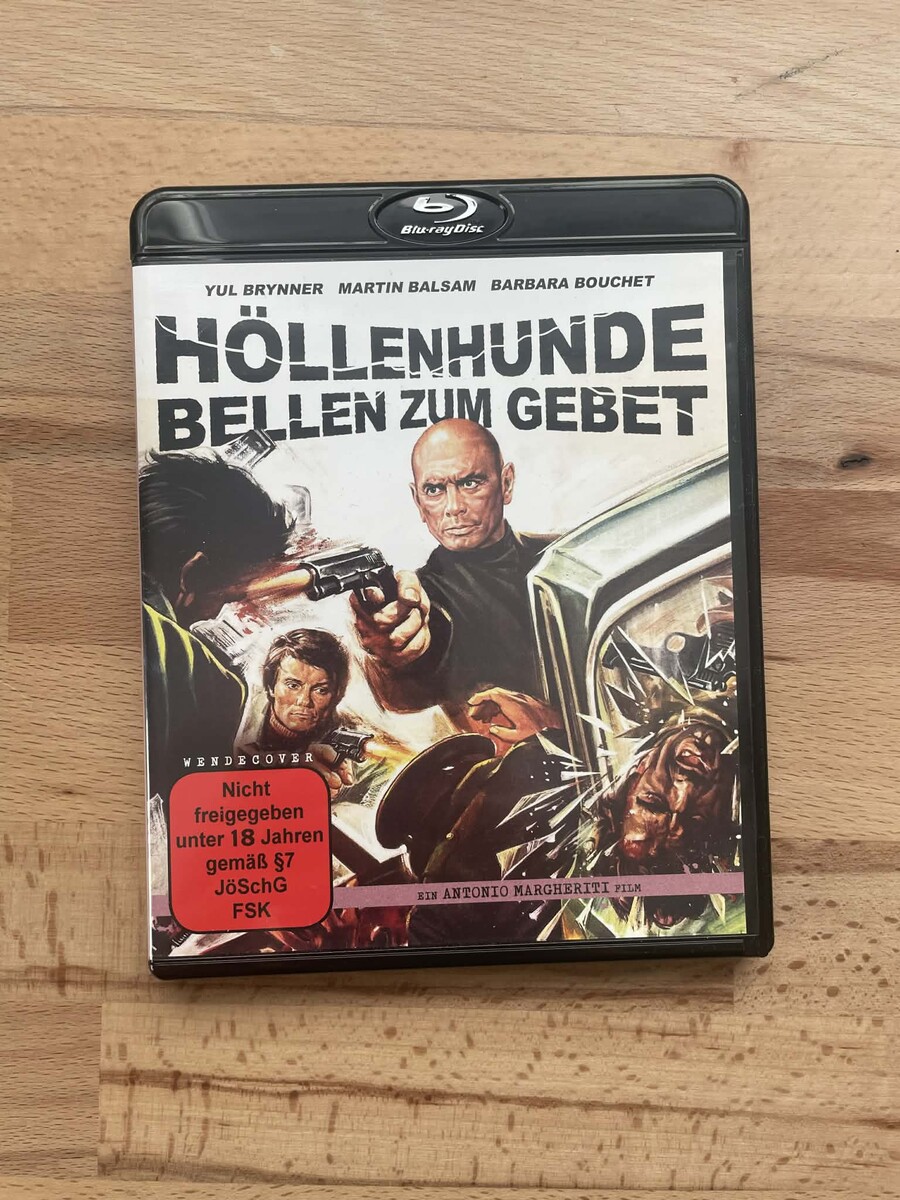 Blu-ray Disc
YUL BRYNNER MARTIN BALSAM BARBARA BOUCHET
HÖLLENHUNDE
BELLEN ZUM GEBET
WENDECOVER
Nicht
freigegeben
unter 18 Jahren
gemäß §7
JöSchG
FSK
EIN ANTONIO MARGHERITI FILM